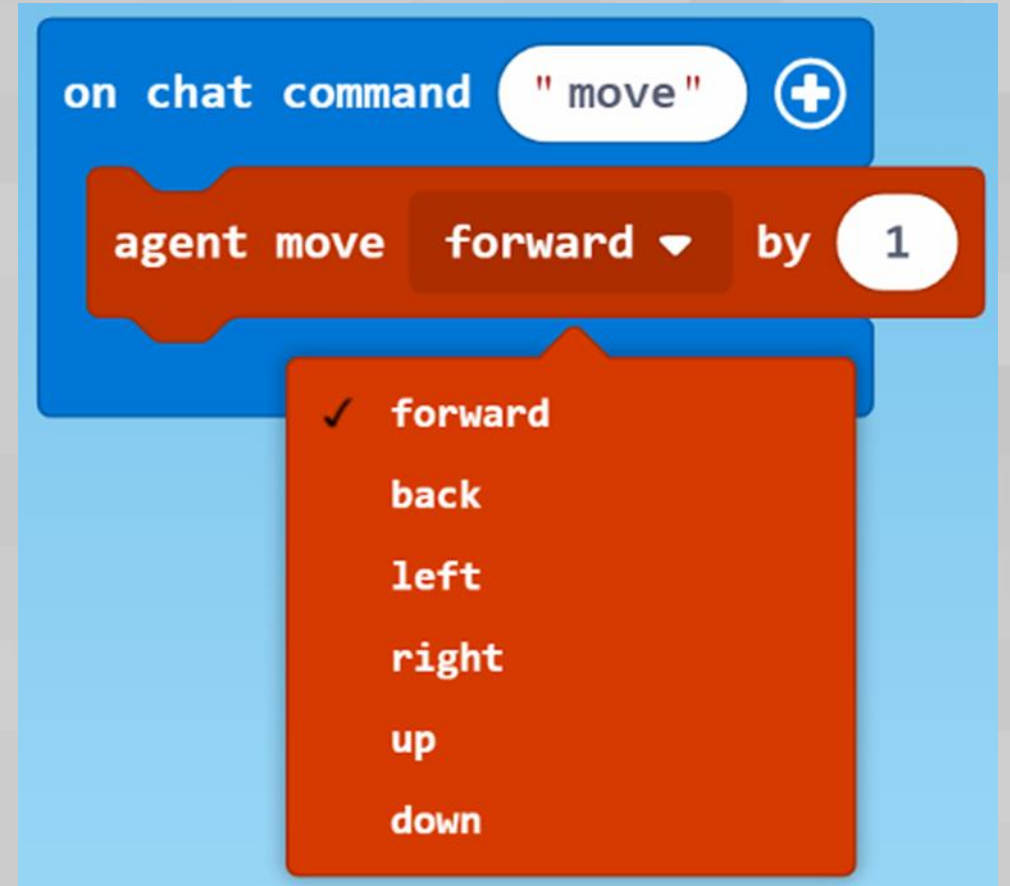 on chat command "move"
agent move forward by 1
✓ forward
back
left
right
up
down